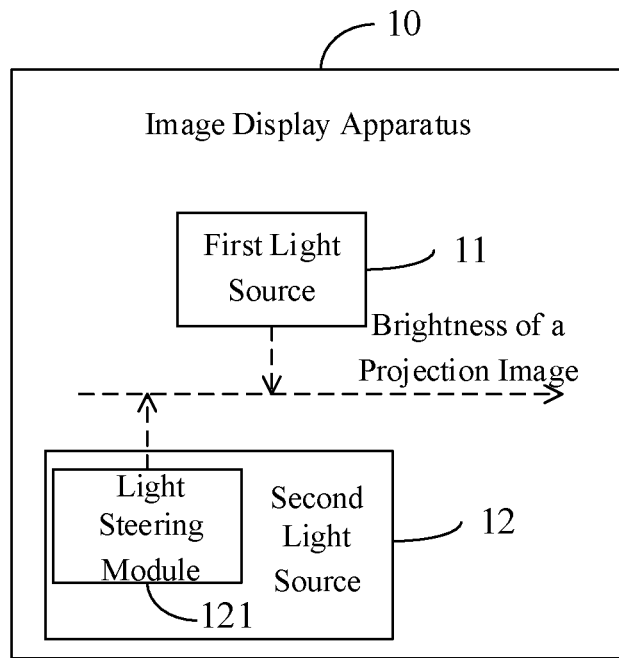 10
Image Display Apparatus
First Light
Source
11
Brightness of a
Projection Image
Light
Steering
Module
Second
Light
Source
12
121